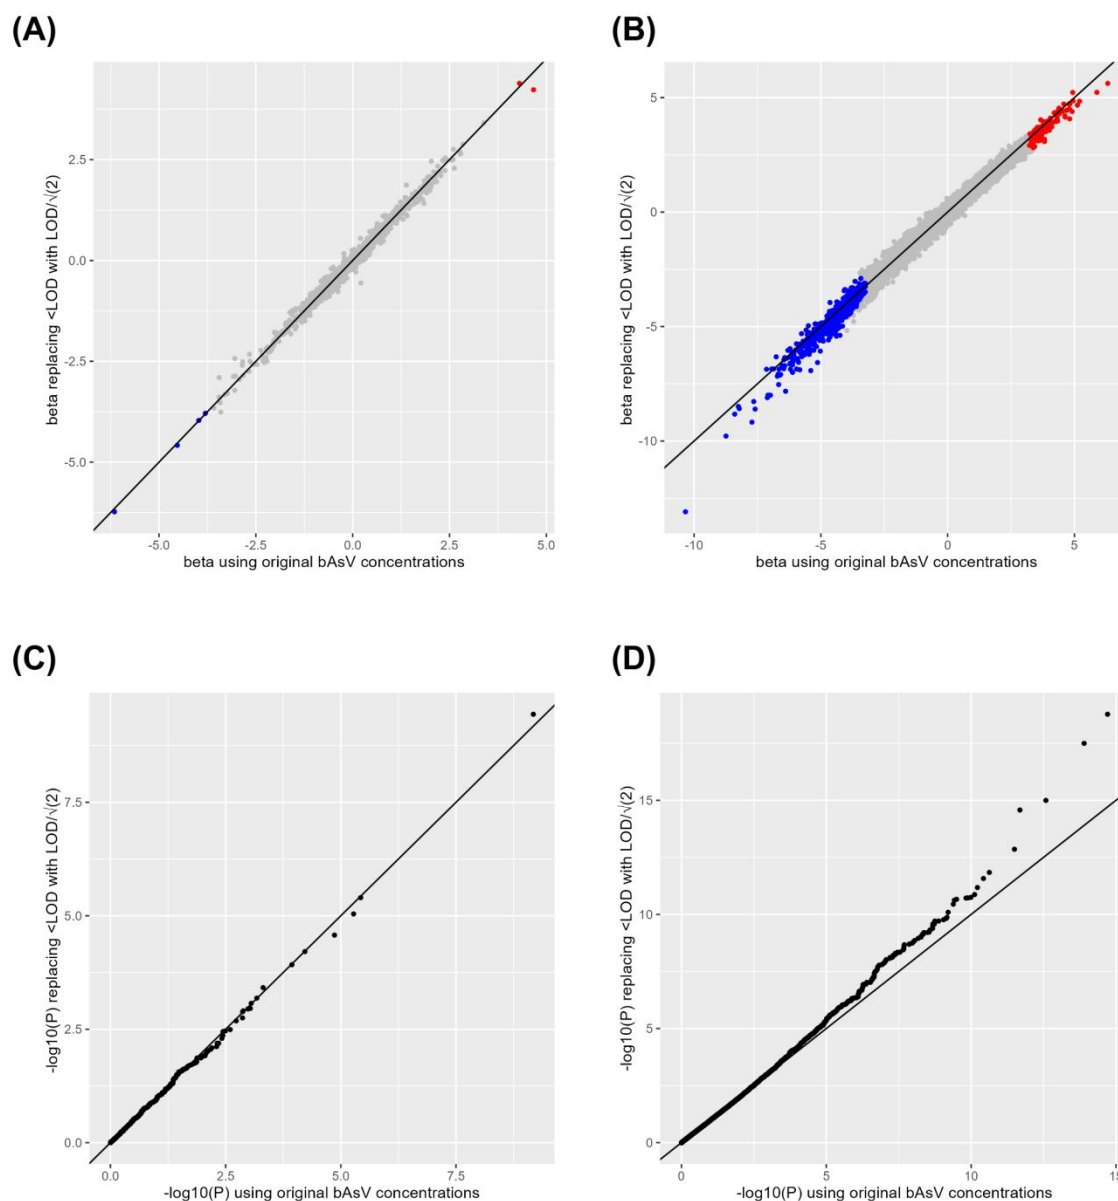 (A)
beta replacing <LOD with LOD/√(2)
2.5
0.0
-2.5
-5.0
-5.0
-2.5
0.0
2.5
5.0
beta using original bAsV concentrations
(B)
beta replacing <LOD with LOD/√(2)
5
0
-5
-10
-10
-5
0
5
beta using original bAsV concentrations
(C)
-log10(P) replacing <LOD with LOD/√(2)
7.5
5.0
2.5
0.0
0.0
2.5
5.0
7.5
-log10(P) using original bAsV concentrations
(D)
-log10(P) replacing <LOD with LOD/√(2)
15
10
5
0
0
5
10
15
-log10(P) using original bAsV concentrations